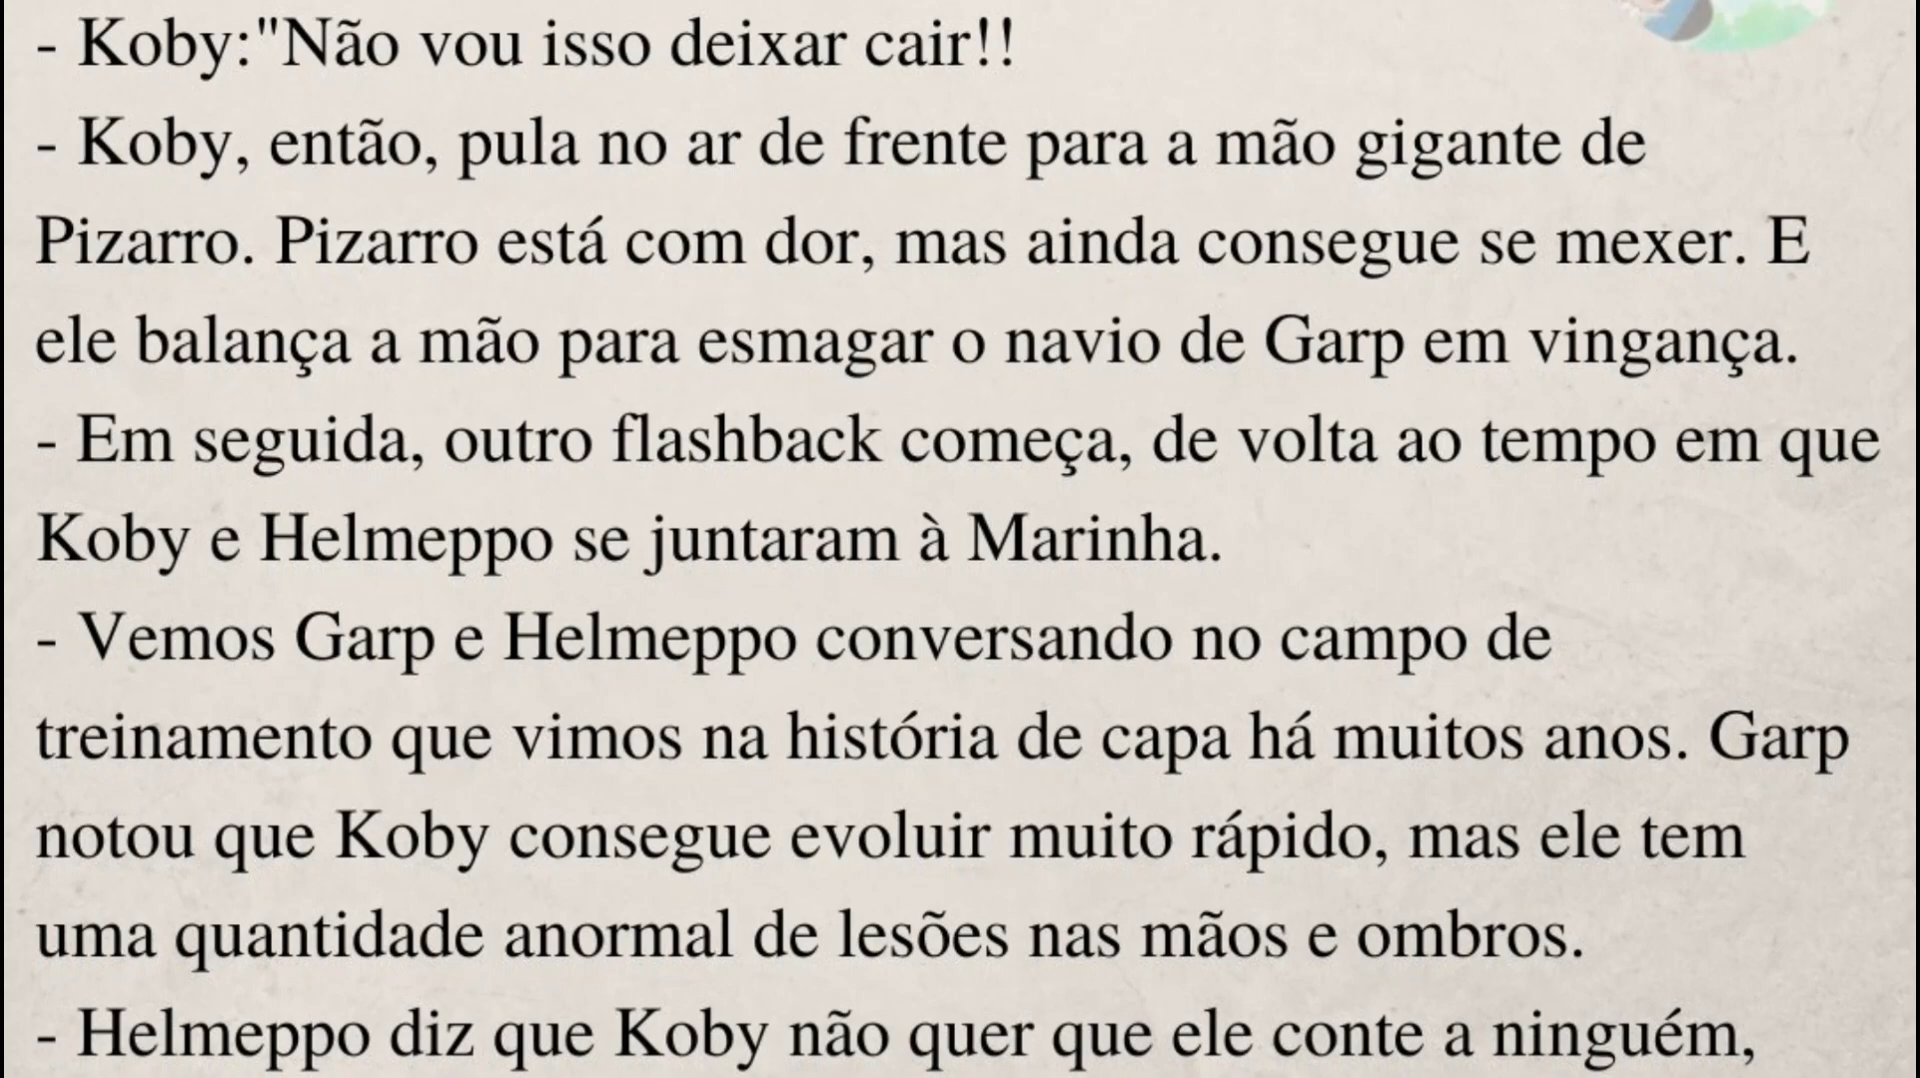 - Koby:"Não vou isso deixar cair!!
- Koby, então, pula no ar de frente para a mão gigante de
Pizarro. Pizarro está com dor, mas ainda consegue se mexer. E
ele balança a mão para esmagar o navio de Garp em vingança.
- Em seguida, outro flashback começa, de volta ao tempo em que
Koby e Helmeppo se juntaram à Marinha.
- Vemos Garp e Helmeppo conversando no campo de
treinamento que vimos na história de capa há muitos anos. Garp
notou que Koby consegue evoluir muito rápido, mas ele tem
uma quantidade anormal de lesões nas mãos e ombros.
- Helmeppo diz que Koby não quer que ele conte a ninguém,